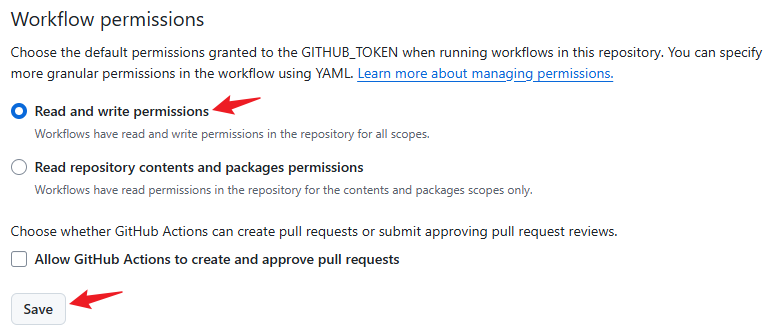 Workflow permissions
Choose the default permissions granted to the GITHUB_TOKEN when running workflows in this repository. You can specify
more granular permissions in the workflow using YAML. Learn more about managing permissions.
Read and write permissions
Workflows have read and write permissions in the repository for all scopes.
Read repository contents and packages permissions
Workflows have read permissions in the repository for the contents and packages scopes only.
Choose whether GitHub Actions can create pull requests or submit approving pull request reviews.
Allow GitHub Actions to create and approve pull requests
Save